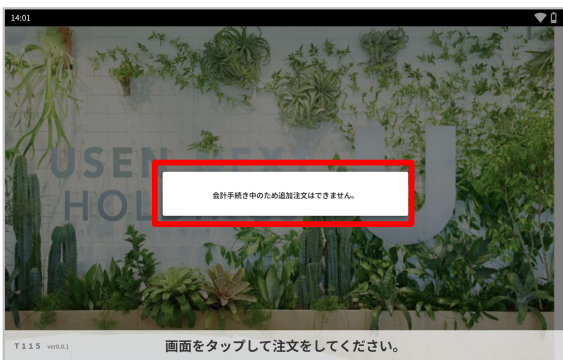 14:01
USEN NEXT
HOL
U
会計手続き中のため追加注文はできません。
T115 ver0.0.1
画面をタップして注文をしてください。